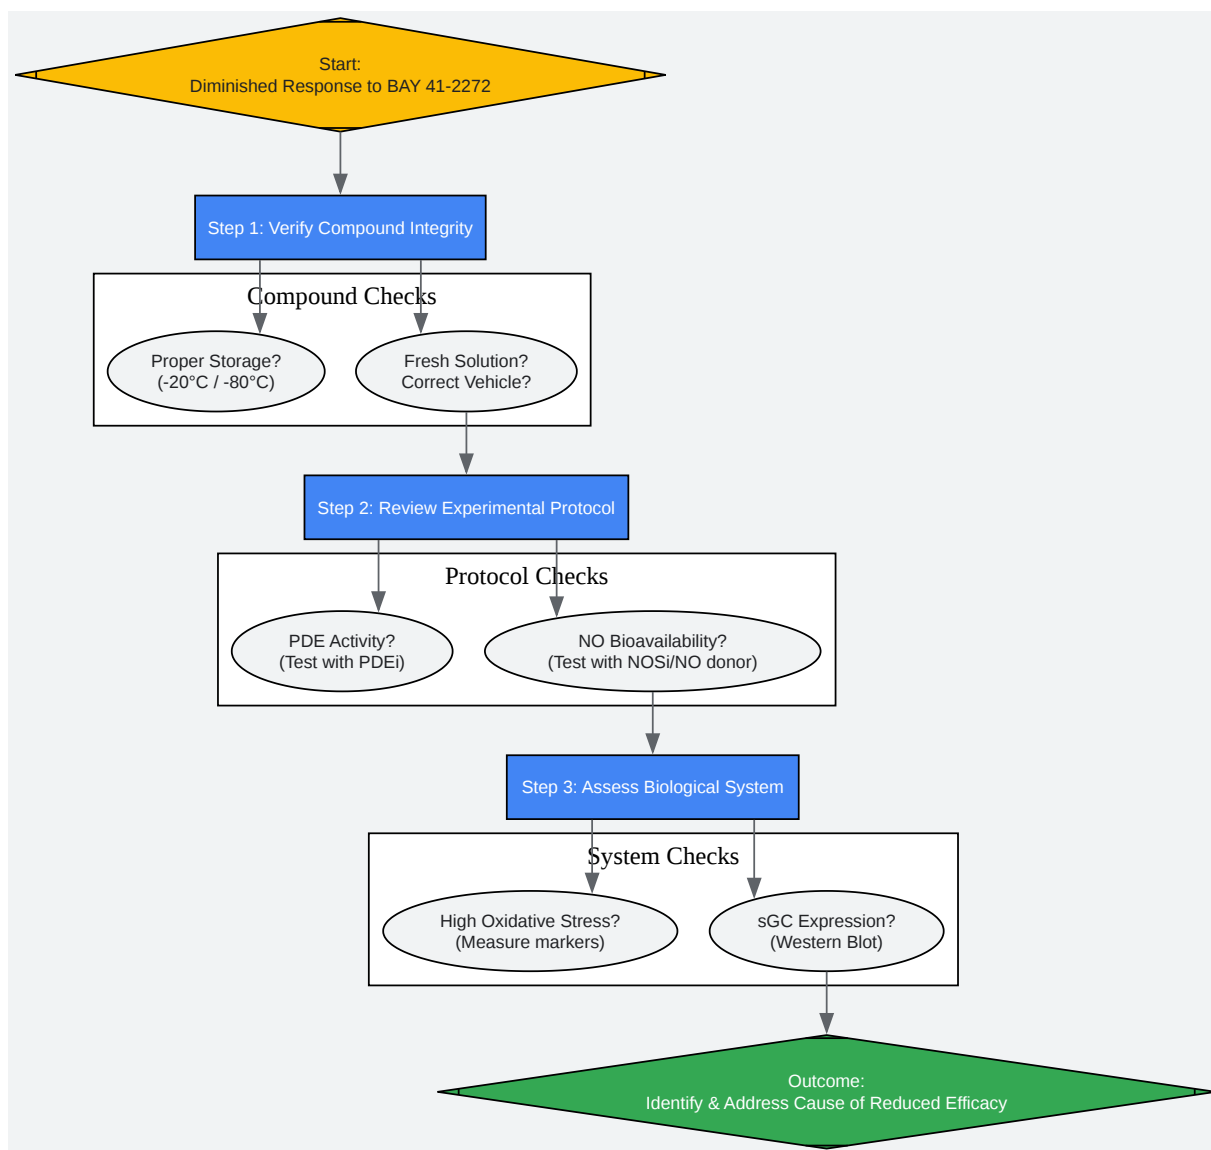 Start:
Diminished Response to BAY 41-2272
Step 1: Verify Compound Integrity
Compound Checks
Proper Storage?
(-20°C / -80°C)
Fresh Solution?
Correct Vehicle?
Step 2: Review Experimental Protocol
Protocol Checks
PDE Activity?
(Test with PDEi)
NO Bioavailability?
(Test with NOSi/NO donor)
Step 3: Assess Biological System
System Checks
High Oxidative Stress?
(Measure markers)
sGC Expression?
(Western Blot)
Outcome:
Identify & Address Cause of Reduced Efficacy